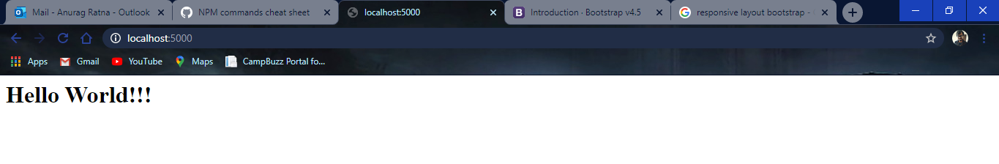 Mail - Anurag Ratna - Outlook
NPM commands cheat sheet
localhost:5000
Introduction · Bootstrap v4.5
responsive layout bootstrap -
localhost:5000
Apps
Gmail
YouTube
Maps
CampBuzz Portal fo...
Hello World!!!